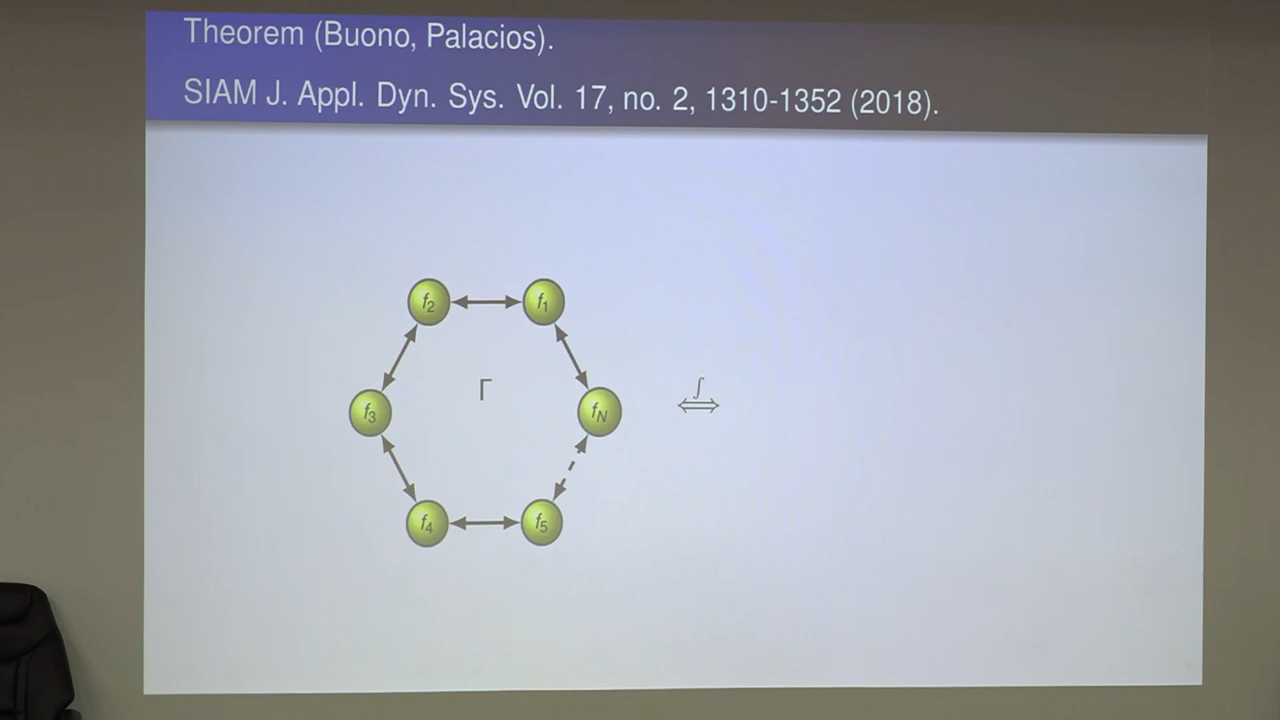 Theorem (Buono, Palacios).
SIAM J. Appl. Dyn. Sys. Vol. 17, no. 2, 1310-1352 (2018).
f2 f1
Γ
∫
f3 fN
⟺
f4 f5